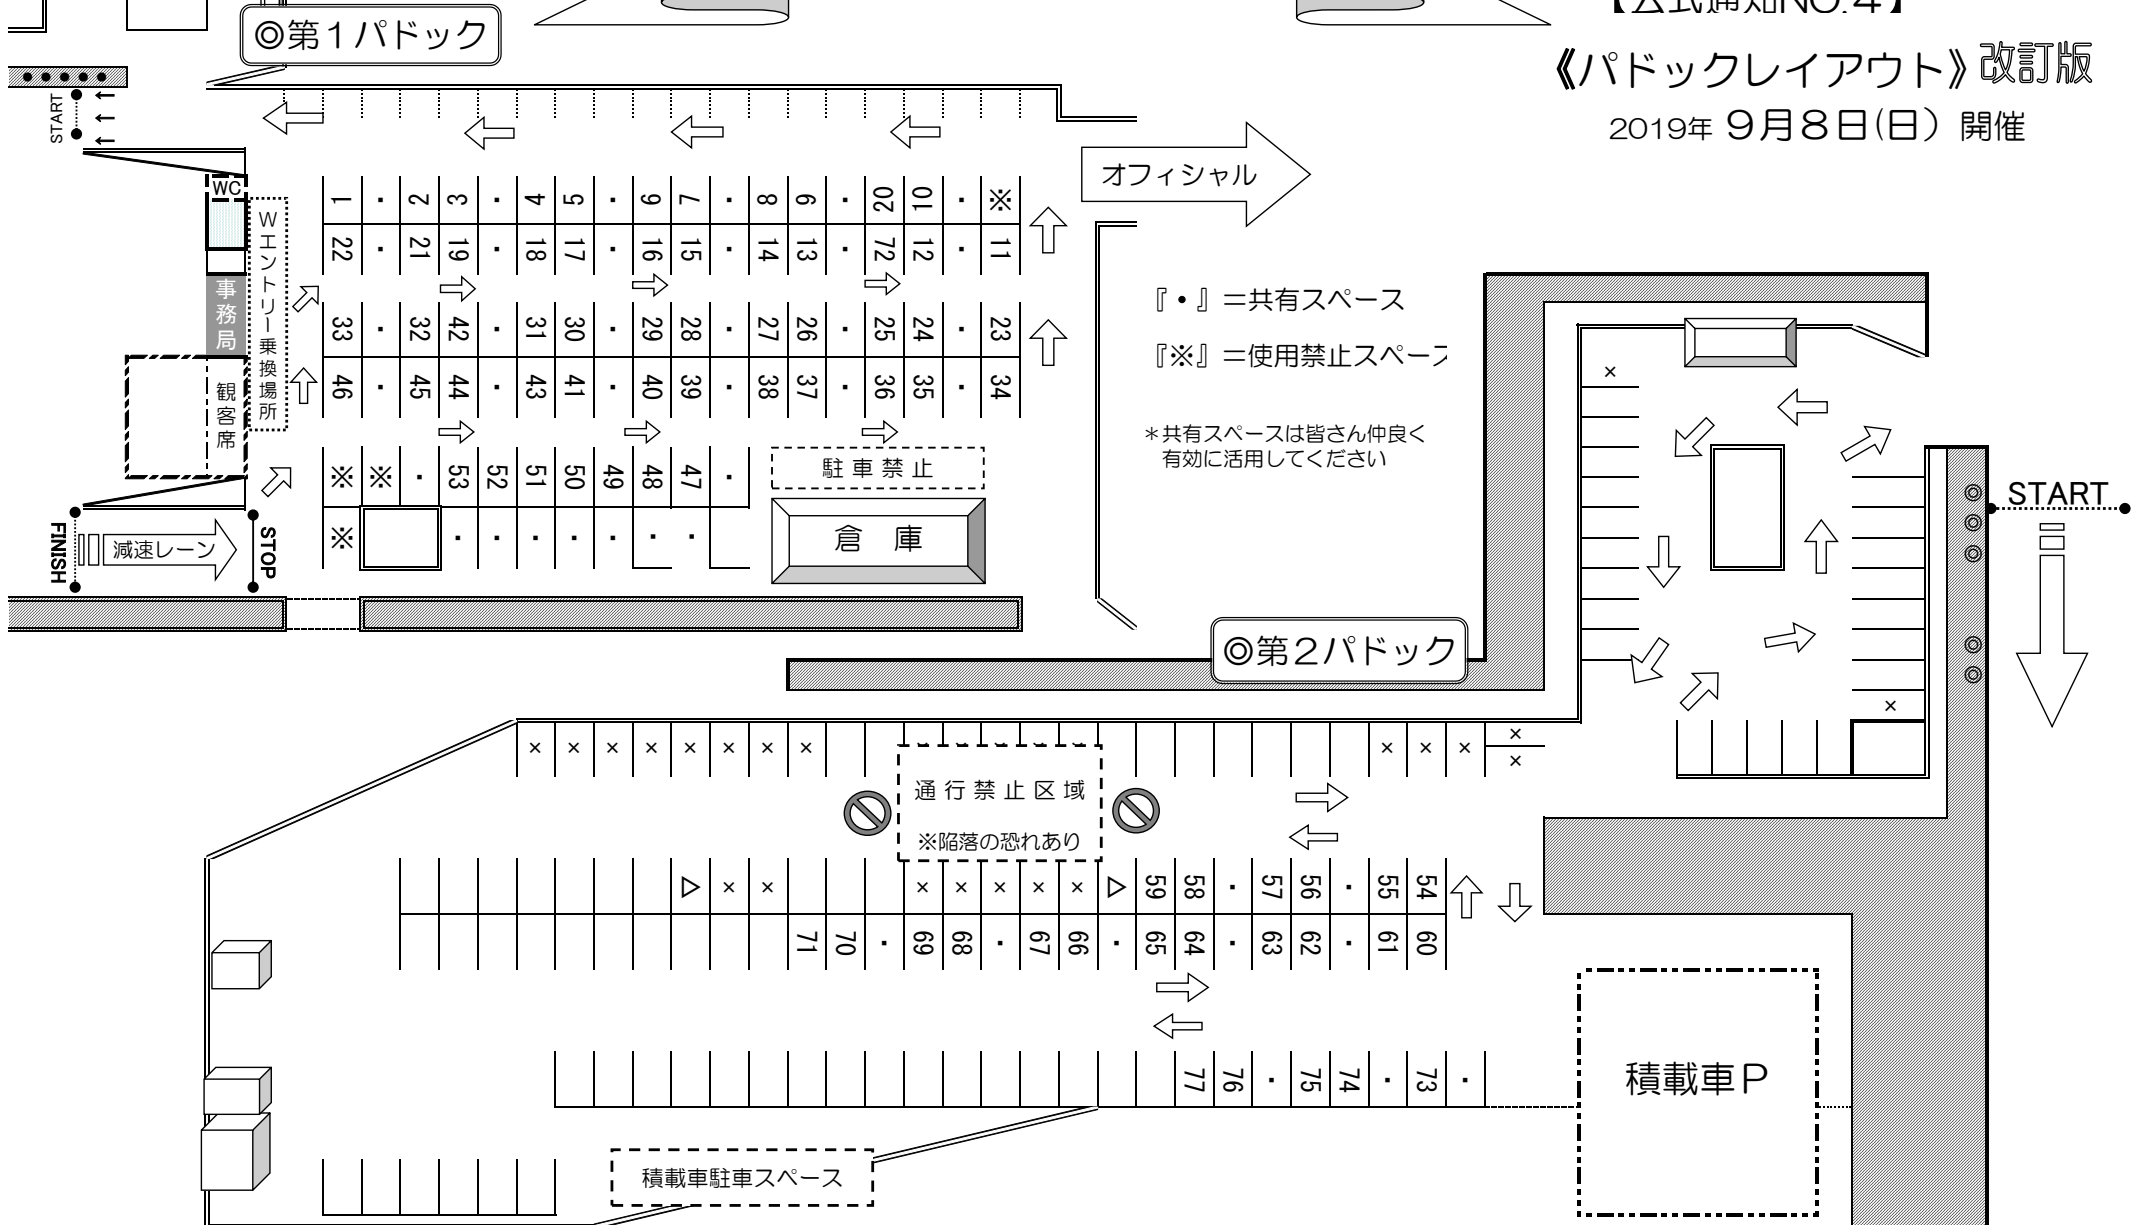 【公式通知NO.4】
《パドックレイアウト》改訂版
2019年 9月8日(日) 開催
◎第1パドック
START
WC
Wエントリー乗換場所
事務局
観客席
オフィシャル
1 ・ 2 3 ・ 4 5 ・ 6 7 ・ 8 9 ・ 20 10 ・ ※
22 ・ 21 19 ・ 18 17 ・ 16 15 ・ 14 13 ・ 72 12 ・ 11
33 ・ 32 42 ・ 31 30 ・ 29 28 ・ 27 26 ・ 25 24 ・ 23
46 ・ 45 44 ・ 43 41 ・ 40 39 ・ 38 37 ・ 36 35 ・ 34
※ ※ ・ 53 52 51 50 49 48 47 ・
※ ・ ・ ・ ・ ・ ・ ・
駐車禁止
倉 庫
FINISH
減速レーン
STOP
『・』＝共有スペース
『※』＝使用禁止スペース
＊共有スペースは皆さん仲良く
有効に活用してください
◎第2パドック
×
START
×
× × × × × × × × × × × ×
×
通行禁止区域
※陥落の恐れあり
▷ × × × × × × × ▷ 59 58 ・ 57 56 ・ 55 54
71 70 ・ 69 68 ・ 67 66 ・ 65 64 ・ 63 62 ・ 61 60
77 76 ・ 75 74 ・ 73 ・
積載車P
積載車駐車スペース